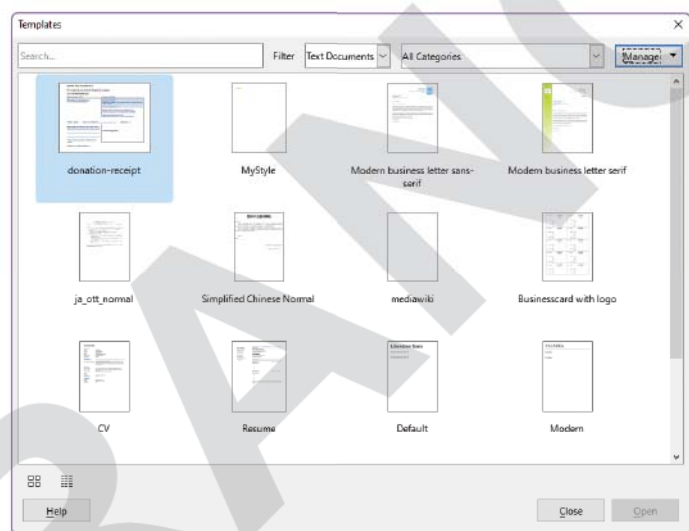 Templates
Search...
Filter
Text Documents
All Categories
Manage
donation-receipt
MyStyle
Modern business letter sans-
serif
Modern business letter serif
ja_ott_normal
Simplified Chinese Normal
mediawiki
Businesscard with logo
CV
Resume
Default
Modern
Help
Close
Open